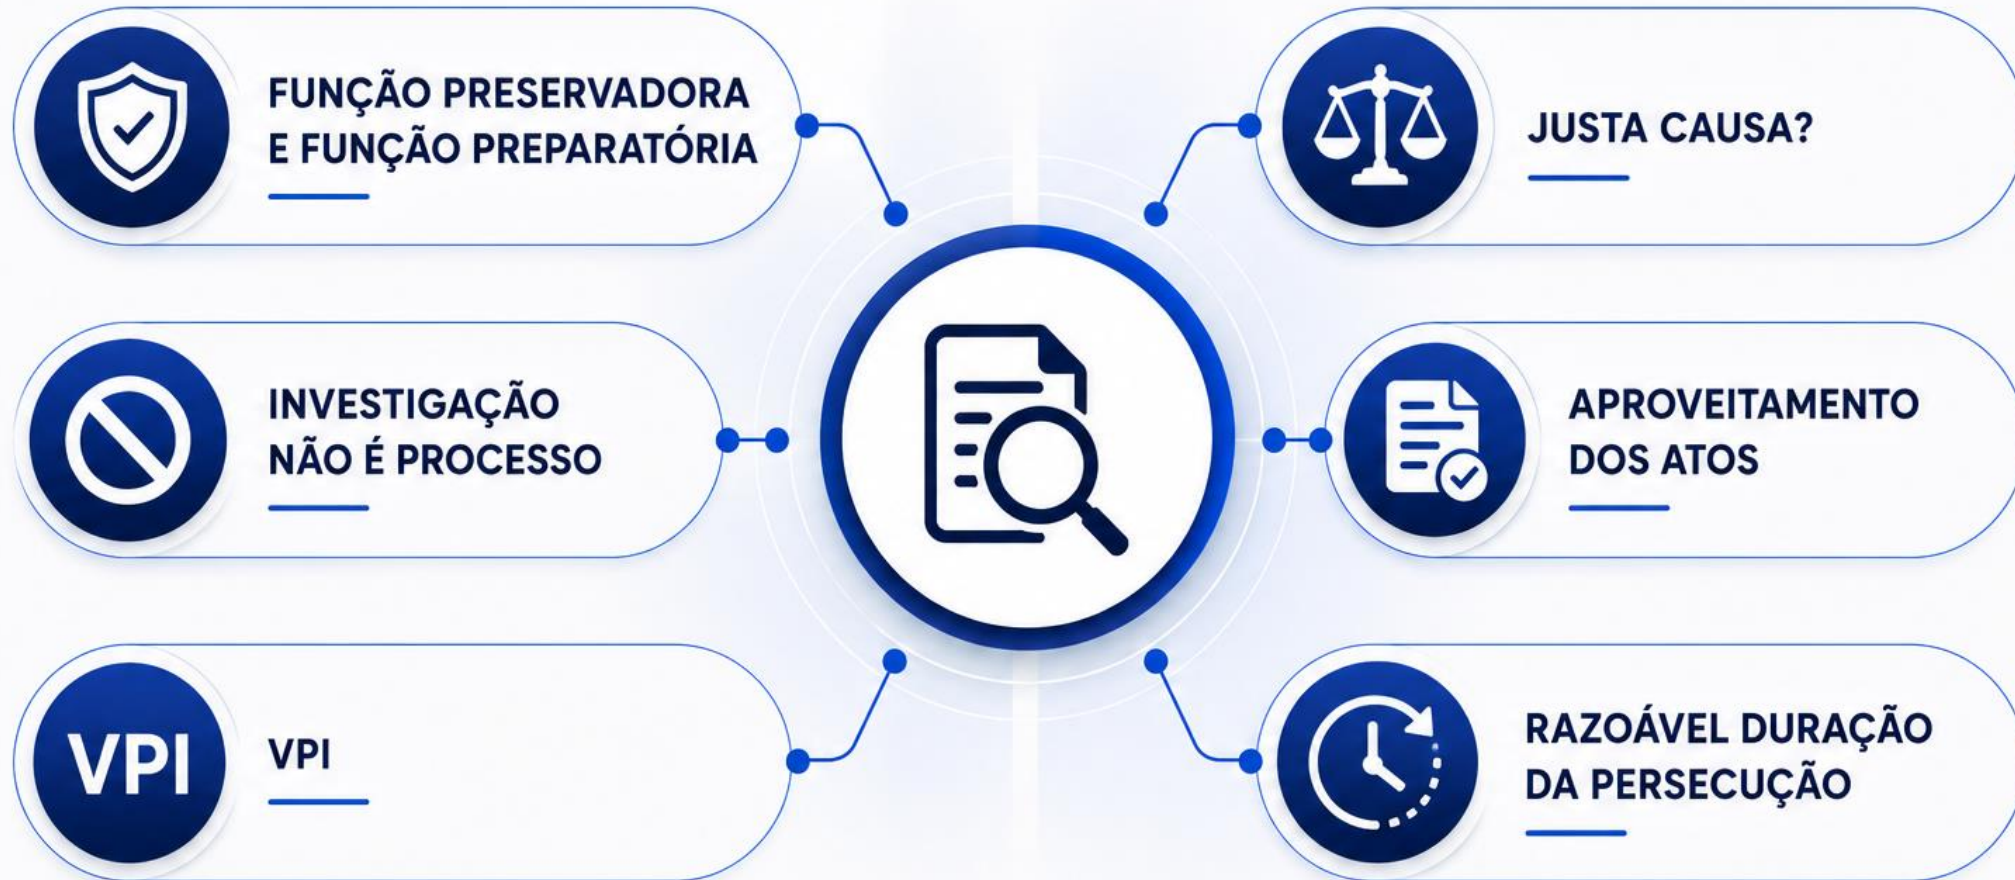 FUNÇÃO PRESERVADORA
E FUNÇÃO PREPARATÓRIA
INVESTIGAÇÃO
NÃO É PROCESSO
VPI
VPI
JUSTA CAUSA?
APROVEITAMENTO
DOS ATOS
RAZOÁVEL DURAÇÃO
DA PERSECUÇÃO